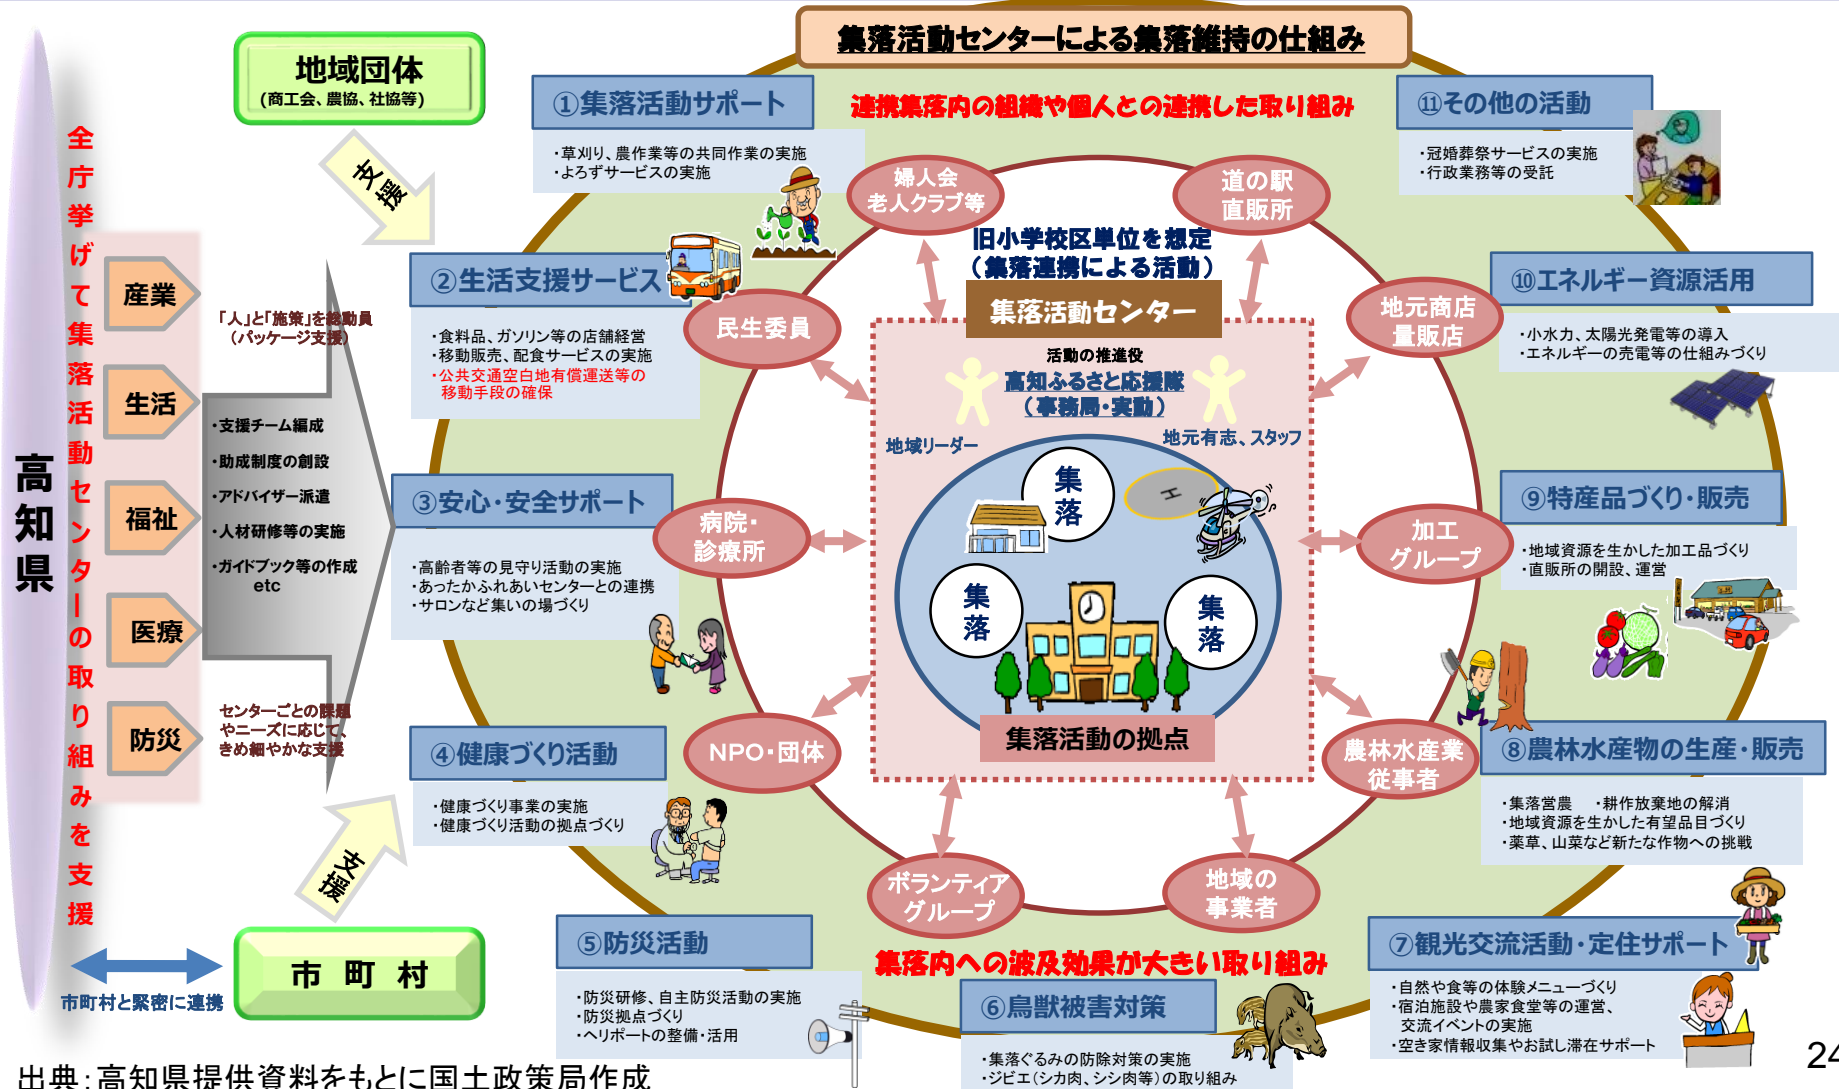 集落活動センターによる集落維持の仕組み
連携集落内の組織や個人との連携した取り組み
高知県
全庁挙げて集落活動センターの取り組みを支援
地域団体
(商工会、農協、社協等)
支援
産業
生活
福祉
医療
防災
「人」と「施策」を総動員
(パッケージ支援)
・支援チーム編成
・助成制度の創設
・アドバイザー派遣
・人材研修等の実施
・ガイドブック等の作成
etc
センターごとの課題
やニーズに応じて、
きめ細やかな支援
支援
市町村
市町村と緊密に連携
①集落活動サポート
・草刈り、農作業等の共同作業の実施
・よろずサービスの実施
②生活支援サービス
・食料品、ガソリン等の店舗経営
・移動販売、配食サービスの実施
・公共交通空白地有償運送等の
移動手段の確保
③安心・安全サポート
・高齢者等の見守り活動の実施
・あったかふれあいセンターとの連携
・サロンなど集いの場づくり
④健康づくり活動
・健康づくり事業の実施
・健康づくり活動の拠点づくり
⑤防災活動
・防災研修、自主防災活動の実施
・防災拠点づくり
・ヘリポートの整備・活用
⑥鳥獣被害対策
・集落ぐるみの防除対策の実施
・ジビエ(シカ肉、シシ肉等)の取り組み
⑦観光交流活動・定住サポート
・自然や食等の体験メニューづくり
・宿泊施設や農家食堂等の運営、
交流イベントの実施
・空き家情報収集やお試し滞在サポート
⑧農林水産物の生産・販売
・集落営農 ・耕作放棄地の解消
・地域資源を生かした有望品目づくり
・薬草、山菜など新たな作物への挑戦
⑨特産品づくり・販売
・地域資源を生かした加工品づくり
・直販所の開設、運営
⑩エネルギー資源活用
・小水力、太陽光発電等の導入
・エネルギーの売電等の仕組みづくり
⑪その他の活動
・冠婚葬祭サービスの実施
・行政業務等の受託
婦人会
老人クラブ等
道の駅
直販所
民生委員
地元商店
量販店
病院・
診療所
加工
グループ
NPO・団体
農林水産業
従事者
ボランティア
グループ
地域の
事業者
旧小学校区単位を想定
(集落連携による活動)
集落活動センター
活動の推進役
高知ふるさと応援隊
(事務局・実動)
地域リーダー
地元有志、スタッフ
集落
H
集落
集落
集落活動の拠点
集落内への波及効果が大きい取り組み
出典:高知県提供資料をもとに国土政策局作成
24